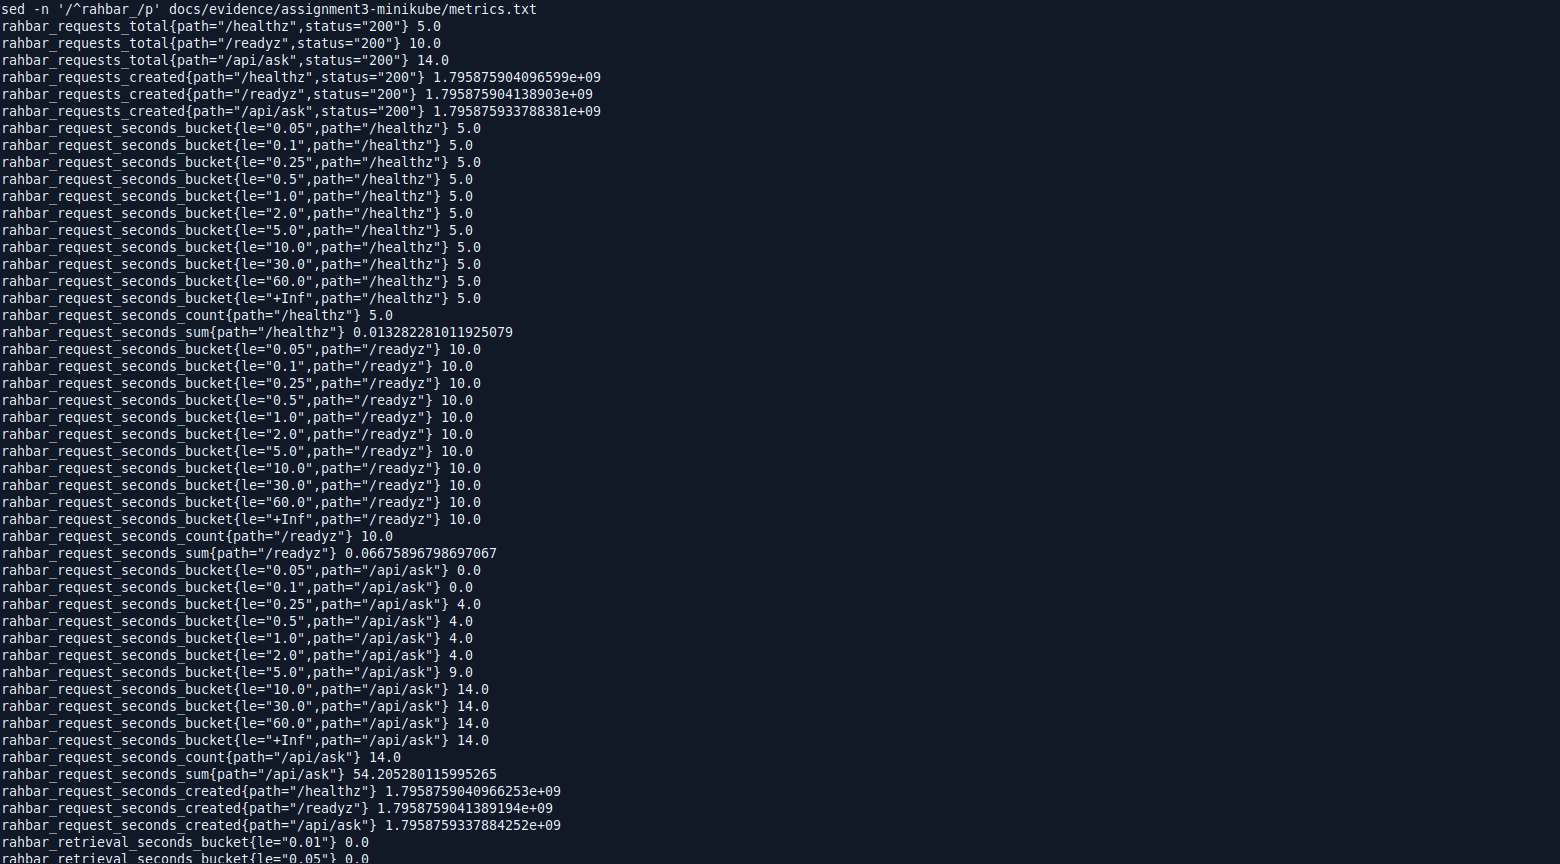 sed -n '/^rahbar_/p' docs/evidence/assignment3-minikube/metrics.txt
rahbar_requests_total{path="/healthz",status="200"} 5.0
rahbar_requests_total{path="/readyz",status="200"} 10.0
rahbar_requests_total{path="/api/ask",status="200"} 14.0
rahbar_requests_created{path="/healthz",status="200"} 1.795875904096599e+09
rahbar_requests_created{path="/readyz",status="200"} 1.795875904138903e+09
rahbar_requests_created{path="/api/ask",status="200"} 1.795875933788381e+09
rahbar_request_seconds_bucket{le="0.05",path="/healthz"} 5.0
rahbar_request_seconds_bucket{le="0.1",path="/healthz"} 5.0
rahbar_request_seconds_bucket{le="0.25",path="/healthz"} 5.0
rahbar_request_seconds_bucket{le="0.5",path="/healthz"} 5.0
rahbar_request_seconds_bucket{le="1.0",path="/healthz"} 5.0
rahbar_request_seconds_bucket{le="2.0",path="/healthz"} 5.0
rahbar_request_seconds_bucket{le="5.0",path="/healthz"} 5.0
rahbar_request_seconds_bucket{le="10.0",path="/healthz"} 5.0
rahbar_request_seconds_bucket{le="30.0",path="/healthz"} 5.0
rahbar_request_seconds_bucket{le="60.0",path="/healthz"} 5.0
rahbar_request_seconds_bucket{le="+Inf",path="/healthz"} 5.0
rahbar_request_seconds_count{path="/healthz"} 5.0
rahbar_request_seconds_sum{path="/healthz"} 0.013282281011925079
rahbar_request_seconds_bucket{le="0.05",path="/readyz"} 10.0
rahbar_request_seconds_bucket{le="0.1",path="/readyz"} 10.0
rahbar_request_seconds_bucket{le="0.25",path="/readyz"} 10.0
rahbar_request_seconds_bucket{le="0.5",path="/readyz"} 10.0
rahbar_request_seconds_bucket{le="1.0",path="/readyz"} 10.0
rahbar_request_seconds_bucket{le="2.0",path="/readyz"} 10.0
rahbar_request_seconds_bucket{le="5.0",path="/readyz"} 10.0
rahbar_request_seconds_bucket{le="10.0",path="/readyz"} 10.0
rahbar_request_seconds_bucket{le="30.0",path="/readyz"} 10.0
rahbar_request_seconds_bucket{le="60.0",path="/readyz"} 10.0
rahbar_request_seconds_bucket{le="+Inf",path="/readyz"} 10.0
rahbar_request_seconds_count{path="/readyz"} 10.0
rahbar_request_seconds_sum{path="/readyz"} 0.06675896798697067
rahbar_request_seconds_bucket{le="0.05",path="/api/ask"} 0.0
rahbar_request_seconds_bucket{le="0.1",path="/api/ask"} 0.0
rahbar_request_seconds_bucket{le="0.25",path="/api/ask"} 4.0
rahbar_request_seconds_bucket{le="0.5",path="/api/ask"} 4.0
rahbar_request_seconds_bucket{le="1.0",path="/api/ask"} 4.0
rahbar_request_seconds_bucket{le="2.0",path="/api/ask"} 4.0
rahbar_request_seconds_bucket{le="5.0",path="/api/ask"} 9.0
rahbar_request_seconds_bucket{le="10.0",path="/api/ask"} 14.0
rahbar_request_seconds_bucket{le="30.0",path="/api/ask"} 14.0
rahbar_request_seconds_bucket{le="60.0",path="/api/ask"} 14.0
rahbar_request_seconds_bucket{le="+Inf",path="/api/ask"} 14.0
rahbar_request_seconds_count{path="/api/ask"} 14.0
rahbar_request_seconds_sum{path="/api/ask"} 54.205280115995265
rahbar_request_seconds_created{path="/healthz"} 1.7958759040966253e+09
rahbar_request_seconds_created{path="/readyz"} 1.7958759041389194e+09
rahbar_request_seconds_created{path="/api/ask"} 1.7958759337884252e+09
rahbar_retrieval_seconds_bucket{le="0.01"} 0.0
rahbar_retrieval_seconds_bucket{le="0.05"} 0.0